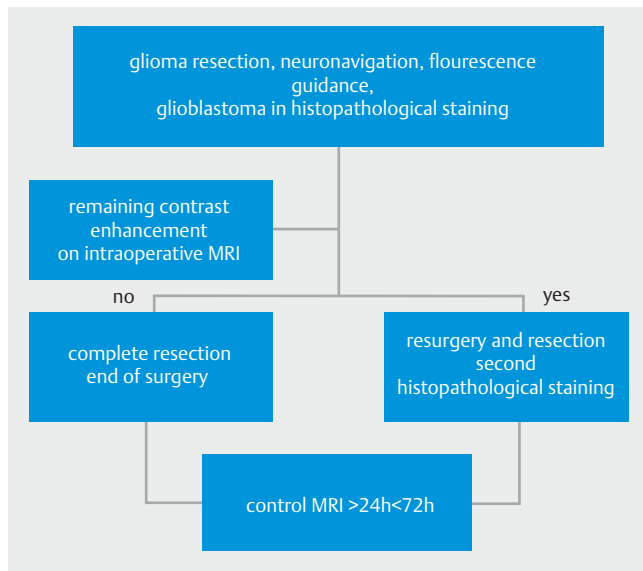 glioma resection, neuronavigation, flourescence
guidance,
glioblastoma in histopathological staining
remaining contrast
enhancement
on intraoperative MRI
no
yes
complete resection
end of surgery
resurgery and resection
second
histopathological staining
control MRI >24h<72h